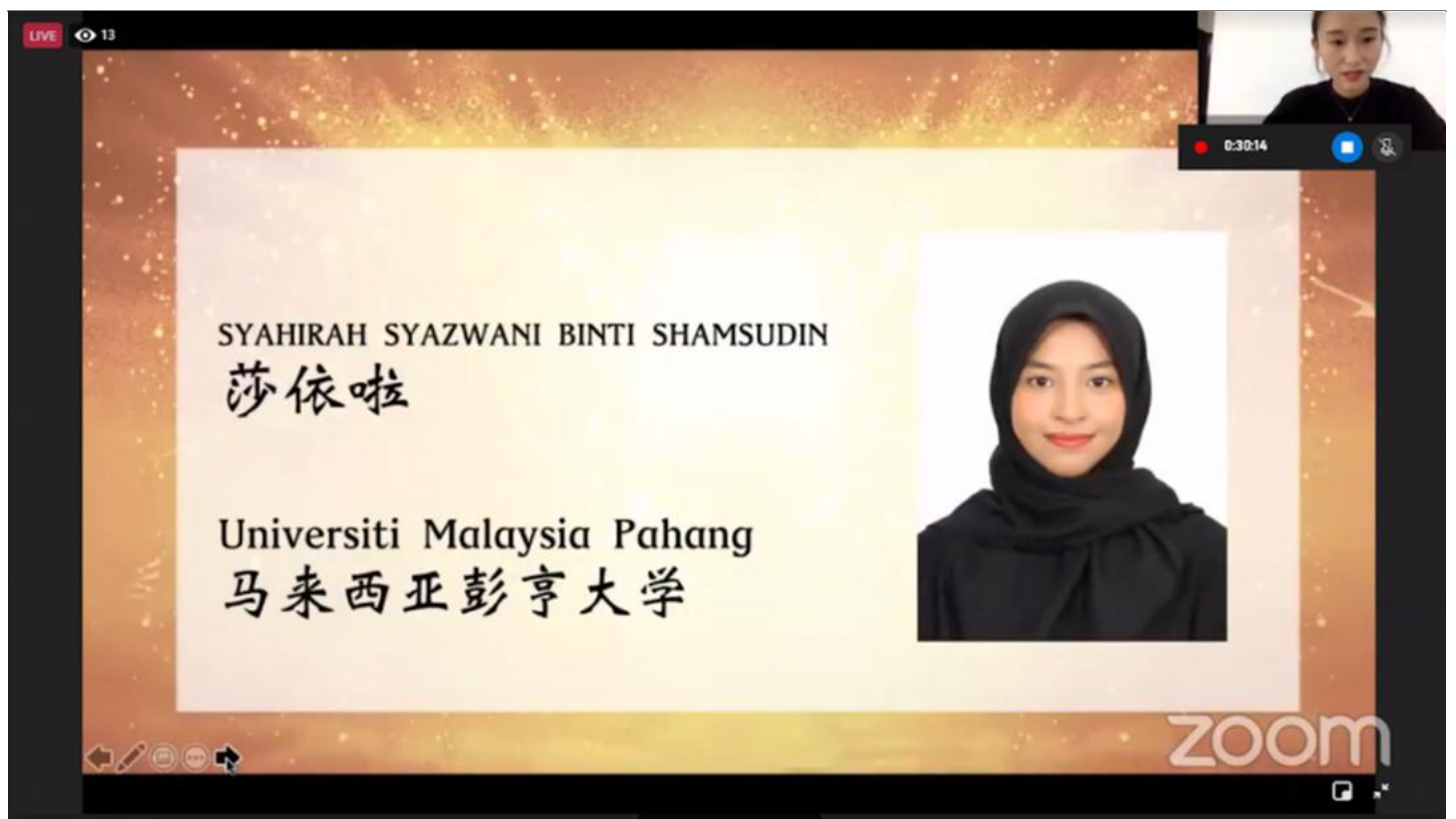 LIVE 13
0:30:14
SYAHIRAH SYAZWANI BINTI SHAMSUDIN
莎依啦
Universiti Malaysia Pahang
马来西亚彭亨大学
zoom